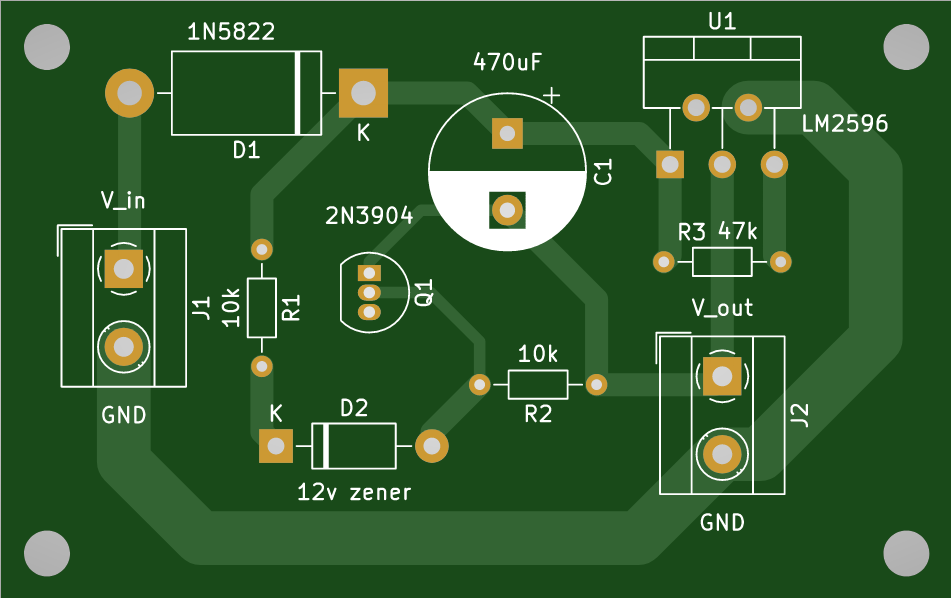 1N5822
D1
K
470uF
+
C1
U1
LM2596
V_in
J1
GND
2N3904
Q1
10k
R1
R3 47k
V_out
J2
GND
10k
R2
K
D2
12v zener